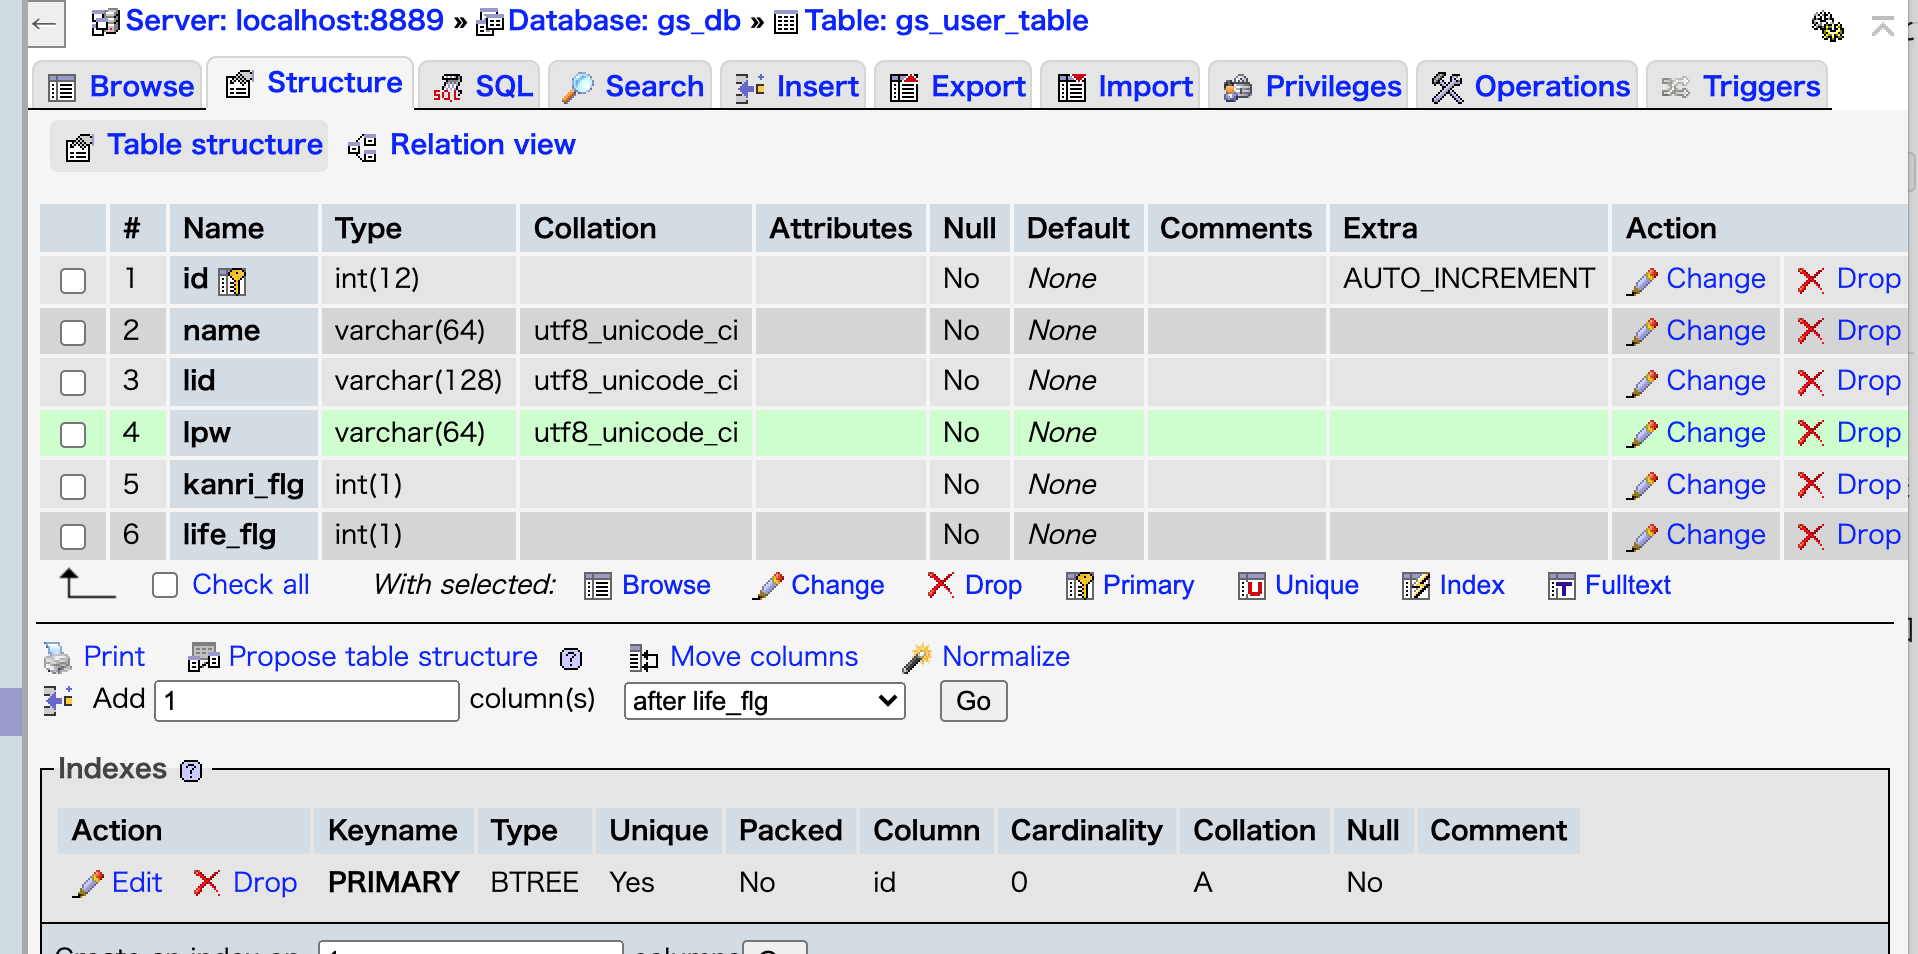 Server: localhost:8889 » Database: gs_db » Table: gs_user_table
Browse Structure SQL Search Insert Export Import Privileges Operations Triggers
Table structure Relation view
# Name Type Collation Attributes Null Default Comments Extra Action
1 id int(12) No None AUTO_INCREMENT Change Drop
2 name varchar(64) utf8_unicode_ci No None Change Drop
3 lid varchar(128) utf8_unicode_ci No None Change Drop
4 lpw varchar(64) utf8_unicode_ci No None Change Drop
5 kanri_flg int(1) No None Change Drop
6 life_flg int(1) No None Change Drop
Check all With selected: Browse Change Drop Primary Unique Index Fulltext
Print Propose table structure Move columns Normalize
Add 1 column(s) after life_flg Go
Indexes
Action Keyname Type Unique Packed Column Cardinality Collation Null Comment
Edit Drop PRIMARY BTREE Yes No id 0 A No